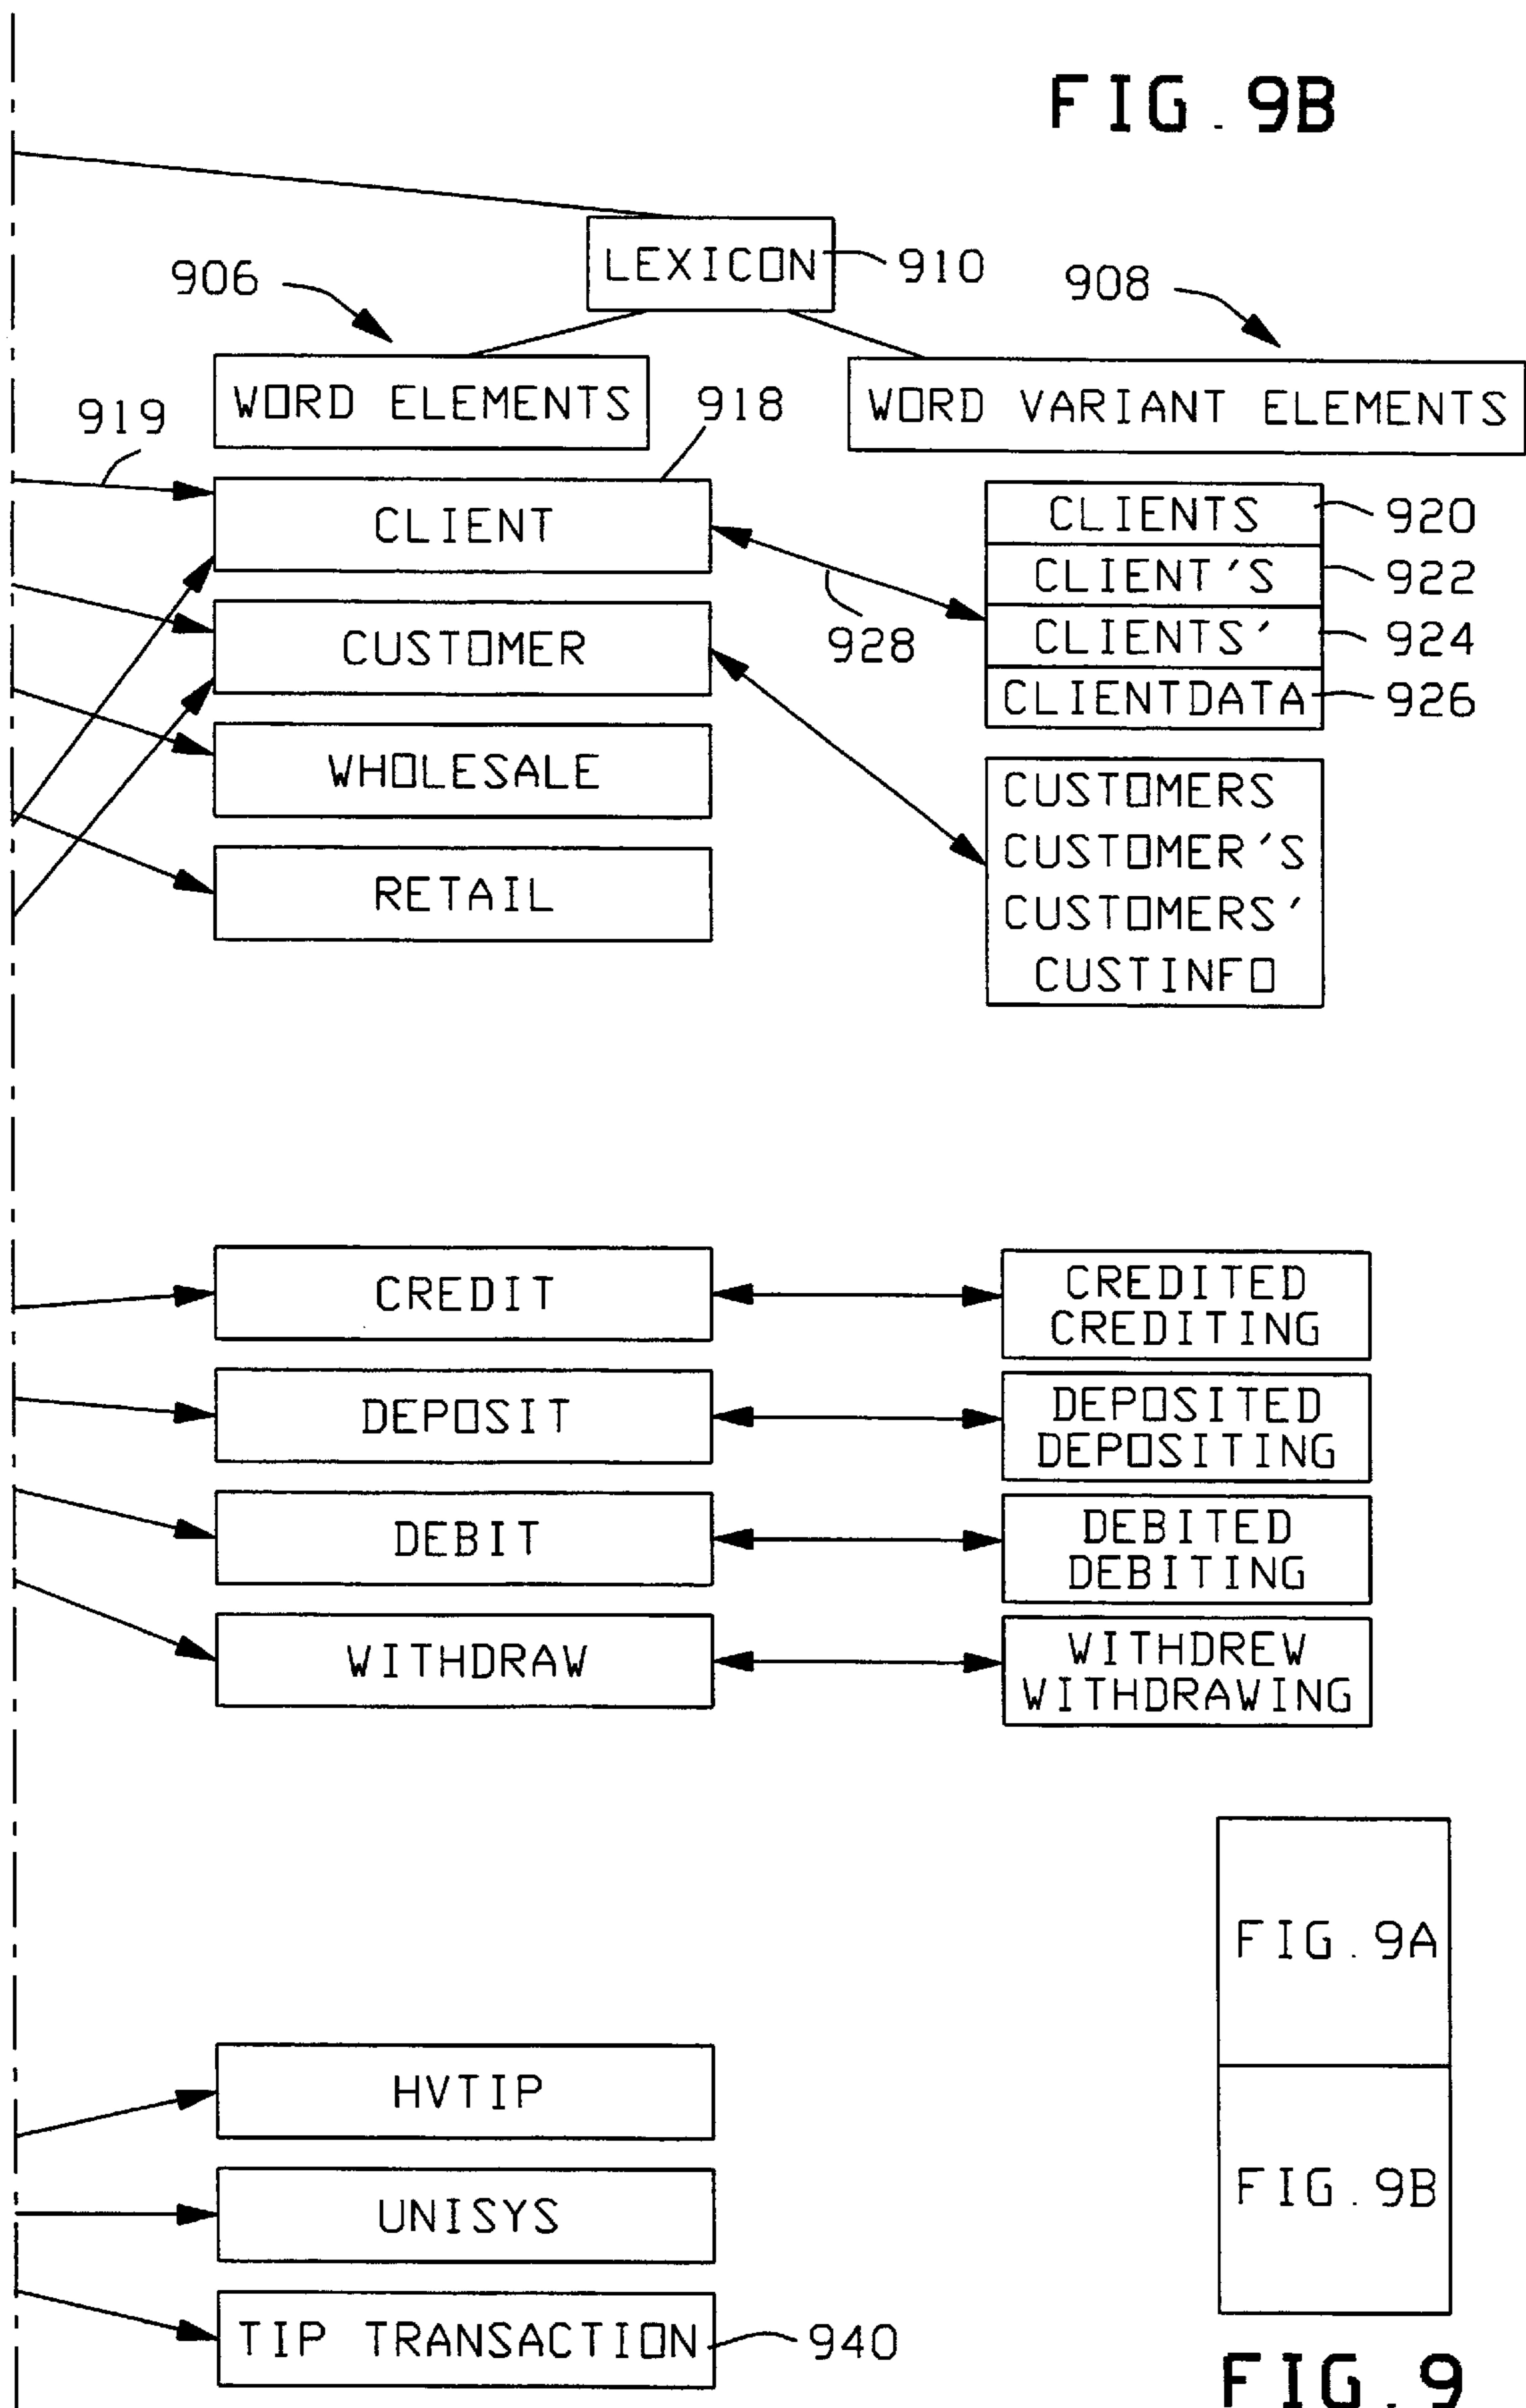 FIG. 9B
LEXICON 910
906
908
WORD ELEMENTS
WORD VARIANT ELEMENTS
919
918
CLIENT
CLIENTS 920
CLIENT'S 922
CLIENTS' 924
CLIENTDATA 926
928
CUSTOMER
WHOLESALE
RETAIL
CUSTOMERS
CUSTOMER'S
CUSTOMERS'
CUSTINFO
CREDIT
CREDITED
CREDITING
DEPOSIT
DEPOSITED
DEPOSITING
DEBIT
DEBITED
DEBITING
WITHDRAW
WITHDREW
WITHDRAWING
HVTIP
UNISYS
TIP TRANSACTION 940
FIG. 9A
FIG. 9B
FIG. 9